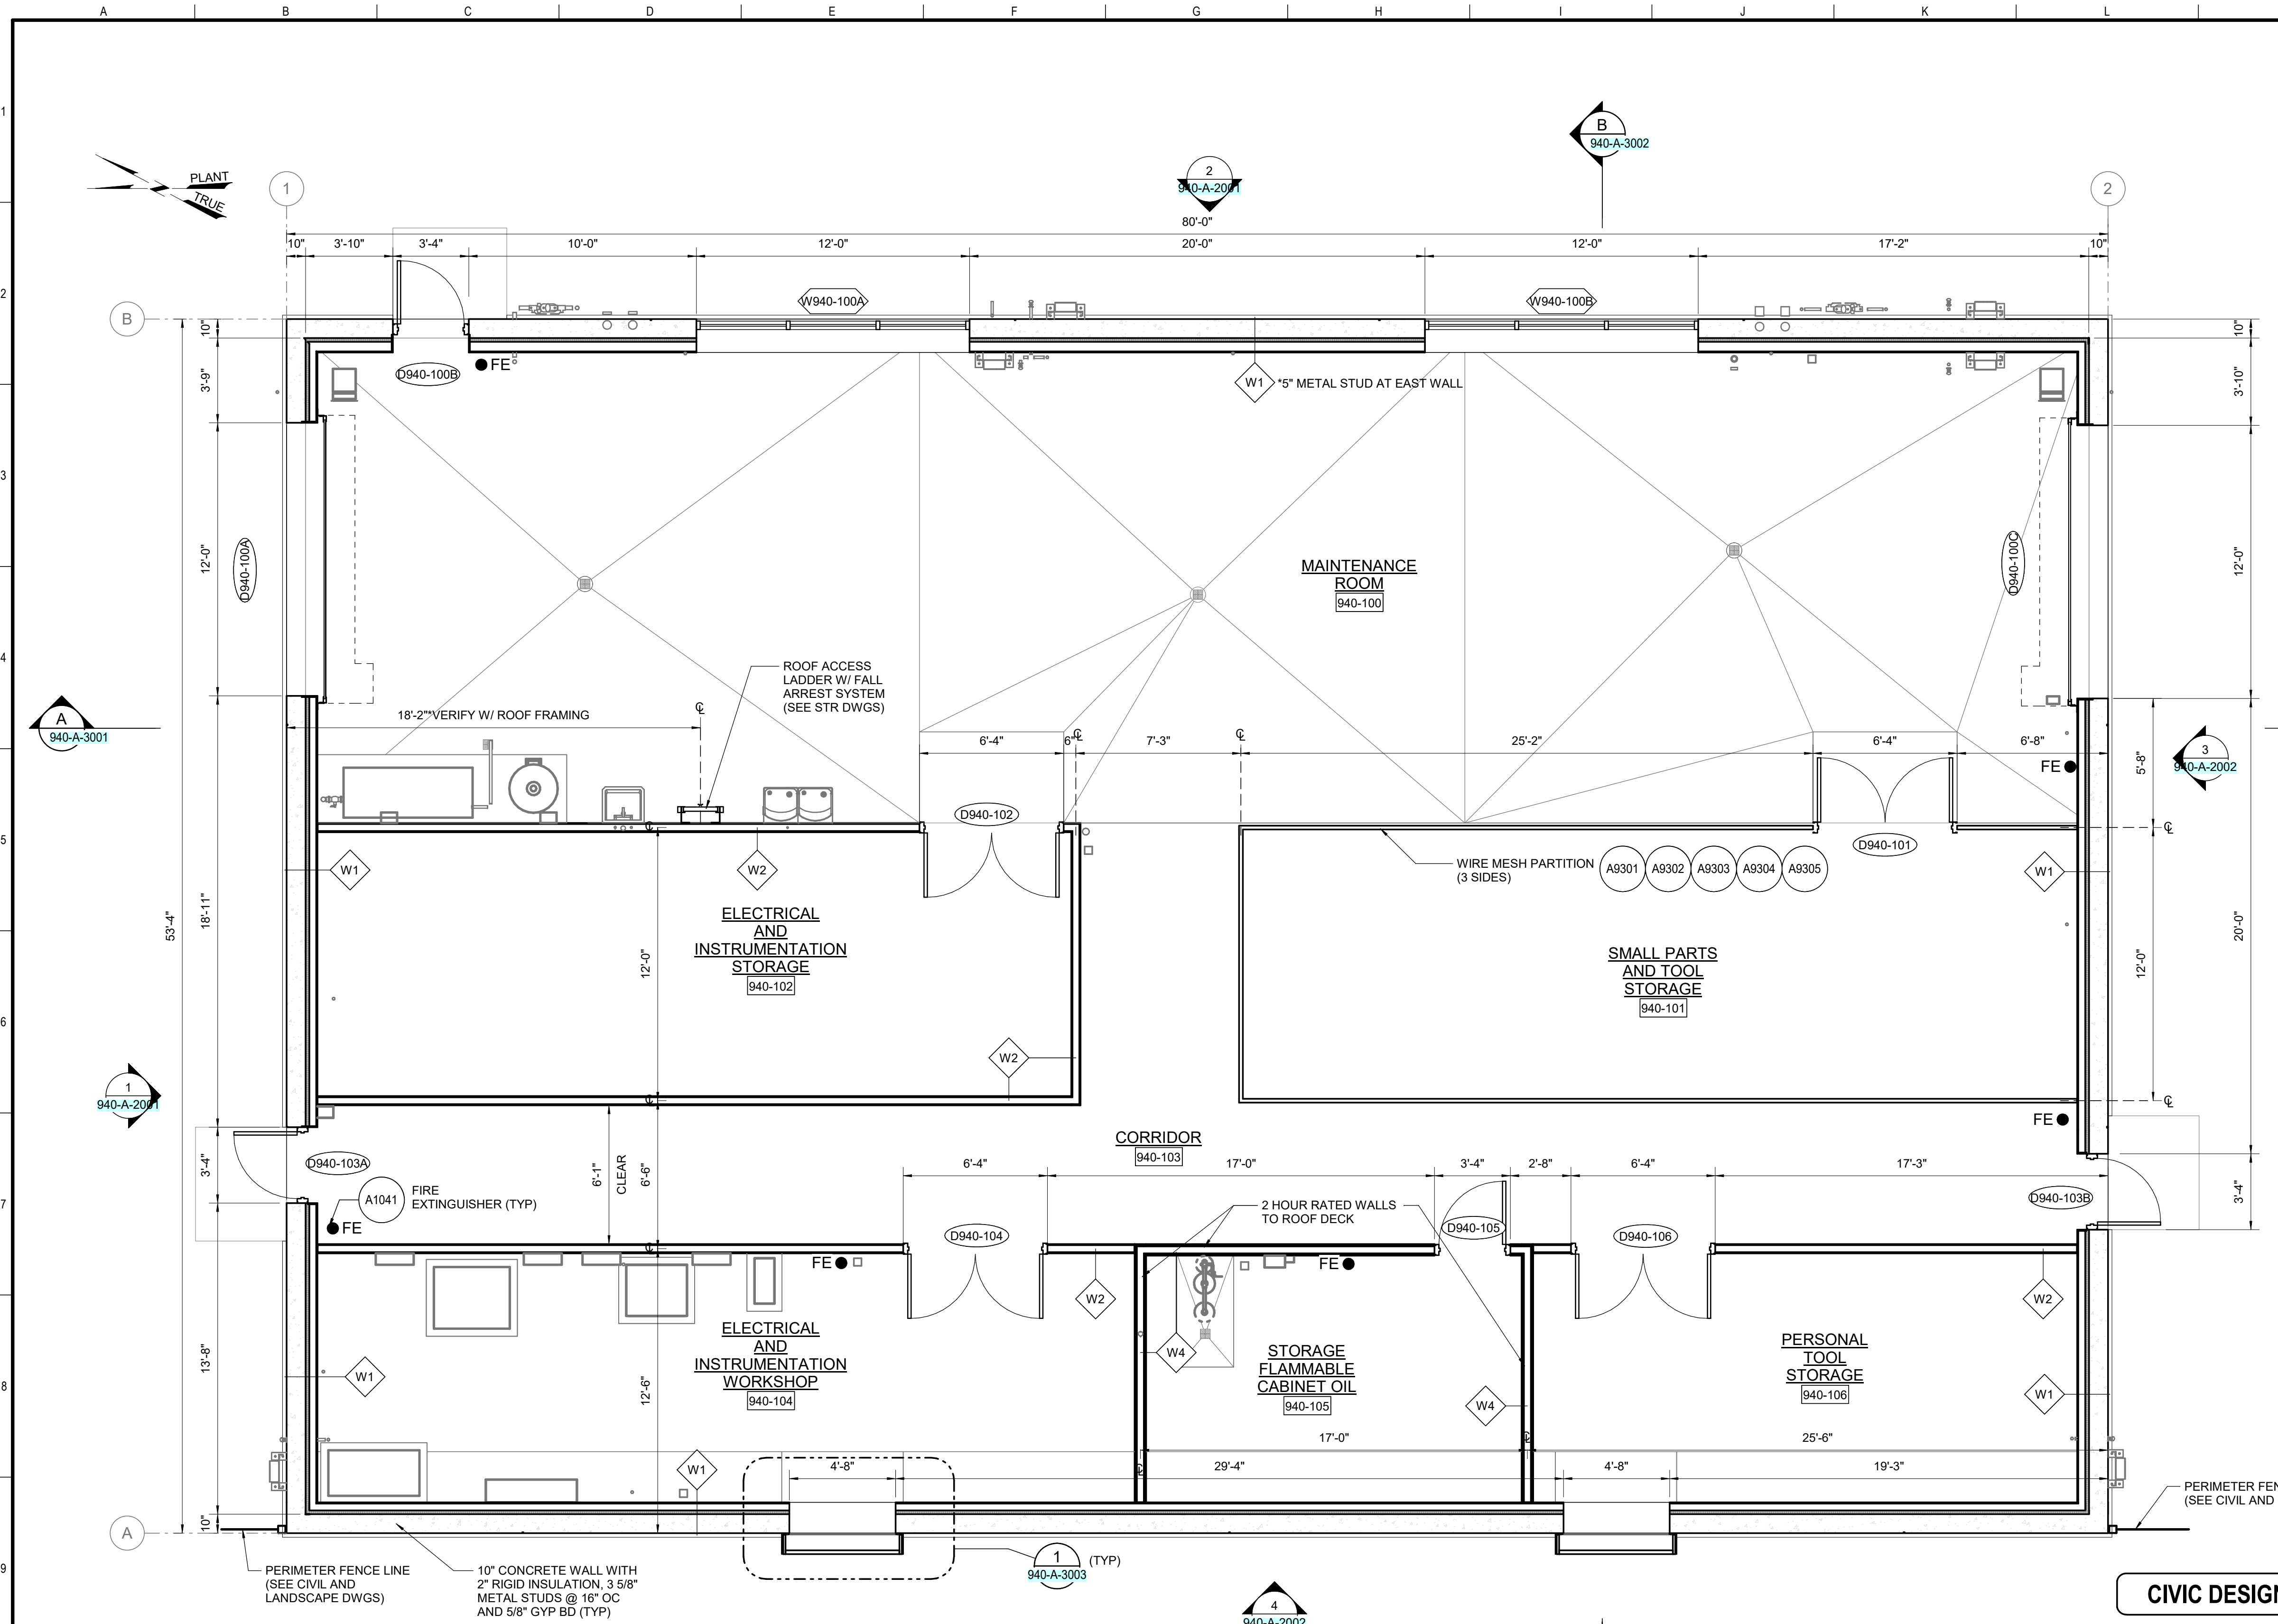 A B C D E F G H I J K L
1
B
940-A-3002
PLANT
TRUE
1
2
940-A-2001
2
80'-0"
10" 3'-10" 3'-4" 10'-0" 12'-0" 20'-0" 12'-0" 17'-2" 10"
2
W940-100A
W940-100B
B
10"
10"
D940-100B
FE
W1
*5" METAL STUD AT EAST WALL
3'-9"
3'-10"
3
D940-100A
12'-0"
MAINTENANCE
ROOM
940-100
D940-100C
12'-0"
4
ROOF ACCESS
LADDER W/ FALL
ARREST SYSTEM
(SEE STR DWGS)
A
940-A-3001
18'-2"*VERIFY W/ ROOF FRAMING
6'-4" 6" 7'-3" 25'-2" 6'-4" 6'-8"
FE
5'-8"
3
940-A-2002
5
D940-102
D940-101
W1
W2
WIRE MESH PARTITION
(3 SIDES)
A9301 A9302 A9303 A9304 A9305
W1
53'-4"
18'-11"
ELECTRICAL
AND
INSTRUMENTATION
STORAGE
940-102
12'-0"
SMALL PARTS
AND TOOL
STORAGE
940-101
12'-0"
20'-0"
6
W2
1
940-A-2001
FE
CORRIDOR
940-103
D940-103A
3'-4"
6'-1"
CLEAR
6'-6"
6'-4" 17'-0" 3'-4" 2'-8" 6'-4" 17'-3"
D940-103B
3'-4"
7
A1041
FIRE
EXTINGUISHER (TYP)
FE
2 HOUR RATED WALLS
TO ROOF DECK
D940-104
D940-105
D940-106
FE
FE
W2
W2
13'-8"
ELECTRICAL
AND
INSTRUMENTATION
WORKSHOP
940-104
W1
12'-6"
W4
STORAGE
FLAMMABLE
CABINET OIL
940-105
W4
PERSONAL
TOOL
STORAGE
940-106
W1
8
17'-0" 25'-6"
W1
4'-8" 29'-4" 4'-8" 19'-3"
PERIMETER FEN
(SEE CIVIL AND
A
10"
9
PERIMETER FENCE LINE
(SEE CIVIL AND
LANDSCAPE DWGS)
10" CONCRETE WALL WITH
2" RIGID INSULATION, 3 5/8"
METAL STUDS @ 16" OC
AND 5/8" GYP BD (TYP)
1
940-A-3003
(TYP)
4
940-A-2002
CIVIC DESIGN